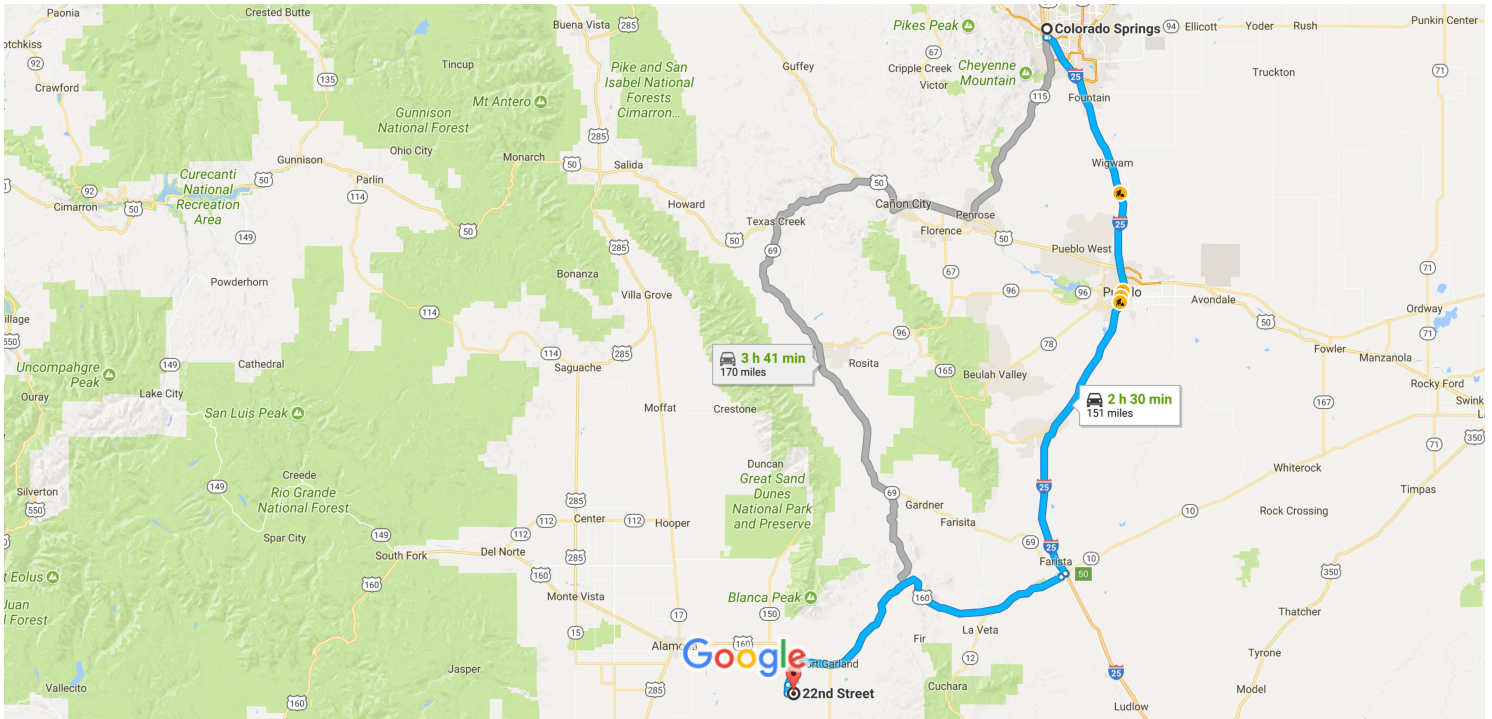 Paonia
Crested Butte
Buena Vista
285
Pikes Peak
Colorado Springs
94
Ellicott
Yoder
Rush
Punkin Center
otchkiss
92
Crawford
135
Tincup
Pike and San
Isabel National
Forests
Cimarron...
Guffey
67
Cripple Creek
Victor
Cheyenne
Mountain
25
Truckton
71
Mt Antero
115
Fountain
Gunnison
National Forest
285
Ohio City
Monarch
50
Salida
Wigwam
Gunnison
Parlin
Curecanti
National
Recreation
Area
50
92
Cimarron
50
114
50
Howard
Cañon City
Texas Creek
Penrose
Florence
25
149
285
50
69
50
Pueblo West
Powderhorn
Bonanza
67
71
Villa Grove
96
96
Avondale
Ordway
114
50
71
illage
550
149
Cathedral
114
285
Saguache
3 h 41 min
170 miles
96
Rosita
78
Fowler
Manzanola
Uncompahgre
Peak
Beulah Valley
165
Rocky Ford
Ouray
Lake City
San Luis Peak
Moffat
Crestone
2 h 30 min
151 miles
167
Swink
71
350
Duncan
Great Sand
Dunes
National Park
and Preserve
Whiterock
Creede
149
Rio Grande
National Forest
Silverton
550
285
69
25
Timpas
Gardner
10
Rock Crossing
Center
112
Hooper
112
Farisita
Spar City
149
Del Norte
285
69
25
10
South Fork
Farista
50
160
350
t Eolus
160
Juan
l Forest
Monte Vista
Blanca Peak
160
Thatcher
17
150
15
La Veta
Fir
Alamo
160
Google
ort Garland
12
Tyrone
Jasper
Vallecito
285
22nd Street
Cuchara
25
Model
160
Ludlow